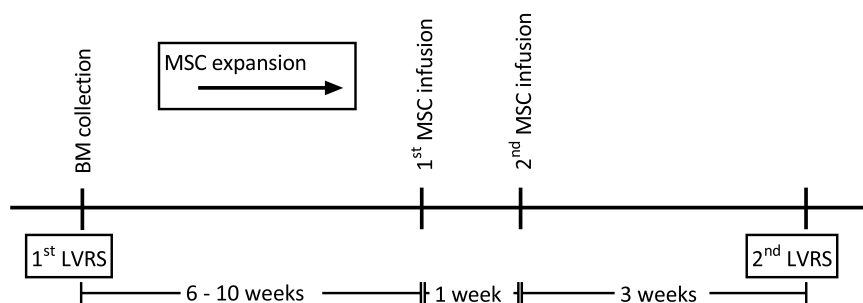 MSC expansion
BM collection
1st MSC infusion
2nd MSC infusion
1st LVRS
2nd LVRS
6 - 10 weeks
1 week
3 weeks